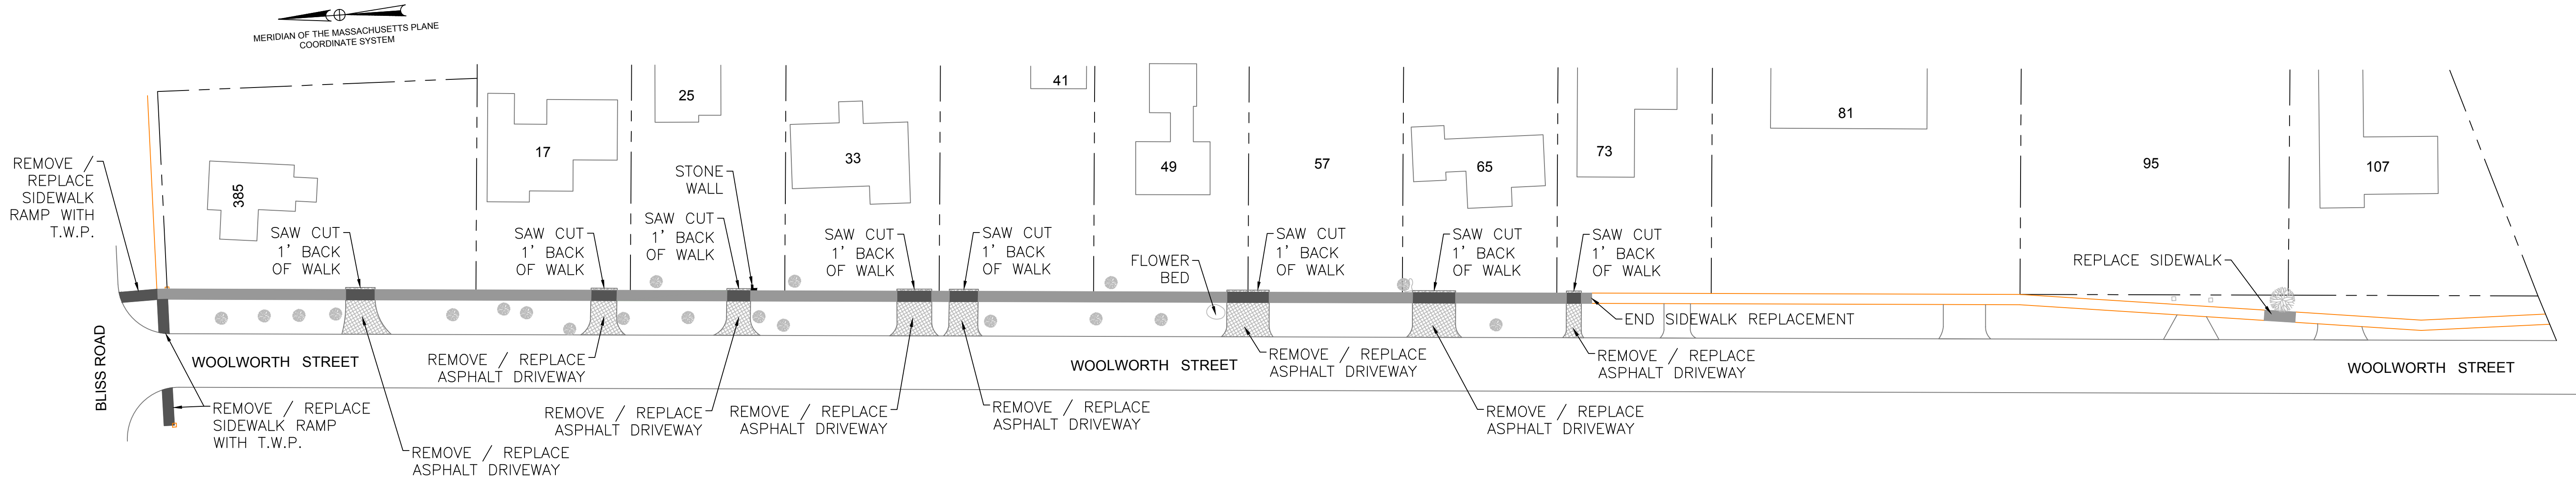 MERIDIAN OF THE MASSACHUSETTS PLANE
COORDINATE SYSTEM
REMOVE /
REPLACE
SIDEWALK
RAMP WITH
T.W.P.
385
17
25
33
41
49
57
65
73
81
95
107
STONE
WALL
SAW CUT
1' BACK
OF WALK
SAW CUT
1' BACK
OF WALK
SAW CUT
1' BACK
OF WALK
SAW CUT
1' BACK
OF WALK
SAW CUT
1' BACK
OF WALK
FLOWER
BED
SAW CUT
1' BACK
OF WALK
SAW CUT
1' BACK
OF WALK
SAW CUT
1' BACK
OF WALK
REPLACE SIDEWALK
END SIDEWALK REPLACEMENT
BLISS ROAD
WOOLWORTH STREET
WOOLWORTH STREET
WOOLWORTH STREET
REMOVE / REPLACE
SIDEWALK RAMP
WITH T.W.P.
REMOVE / REPLACE
ASPHALT DRIVEWAY
REMOVE / REPLACE
ASPHALT DRIVEWAY
REMOVE / REPLACE
ASPHALT DRIVEWAY
REMOVE / REPLACE
ASPHALT DRIVEWAY
REMOVE / REPLACE
ASPHALT DRIVEWAY
REMOVE / REPLACE
ASPHALT DRIVEWAY
REMOVE / REPLACE
ASPHALT DRIVEWAY
REMOVE / REPLACE
ASPHALT DRIVEWAY